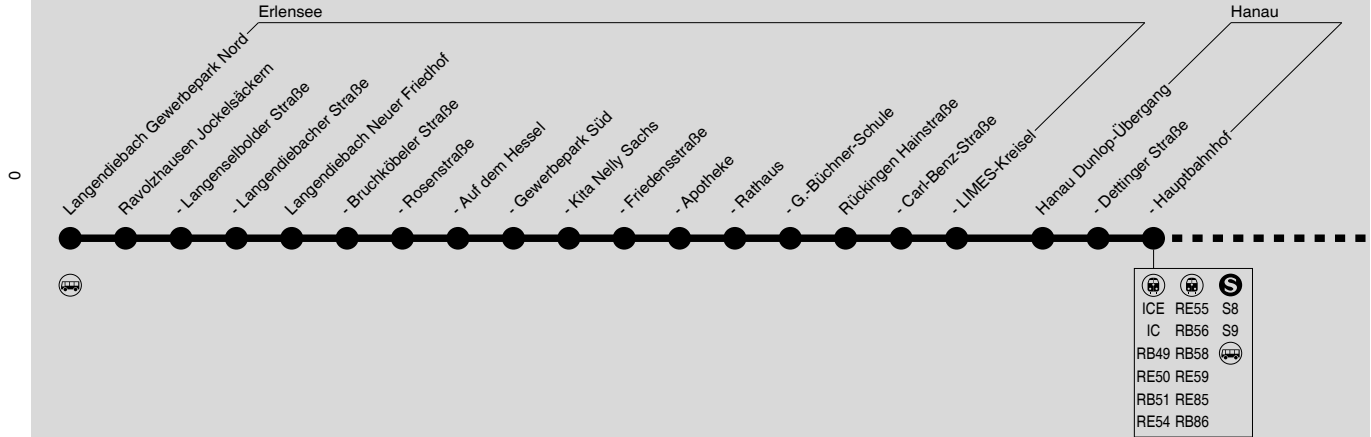 Erlensee
Hanau
Langendiebach Gewerbepark Nord
Ravolzhausen Jockelsäckern
- Langenselbolder Straße
- Langendiebacher Straße
Langendiebach Neuer Friedhof
- Bruchköbeler Straße
- Rosenstraße
- Auf dem Hessel
- Gewerbepark Süd
- Kita Nelly Sachs
- Friedensstraße
- Apotheke
- Rathaus
- G.-Büchner-Schule
Rückingen Hainstraße
- Carl-Benz-Straße
- LIMES-Kreisel
Hanau Dunlop-Übergang
- Dettinger Straße
- Hauptbahnhof
0
S
ICE RE55 S8
IC RB56 S9
RB49 RB58
RE50 RE59
RB51 RE85
RE54 RB86